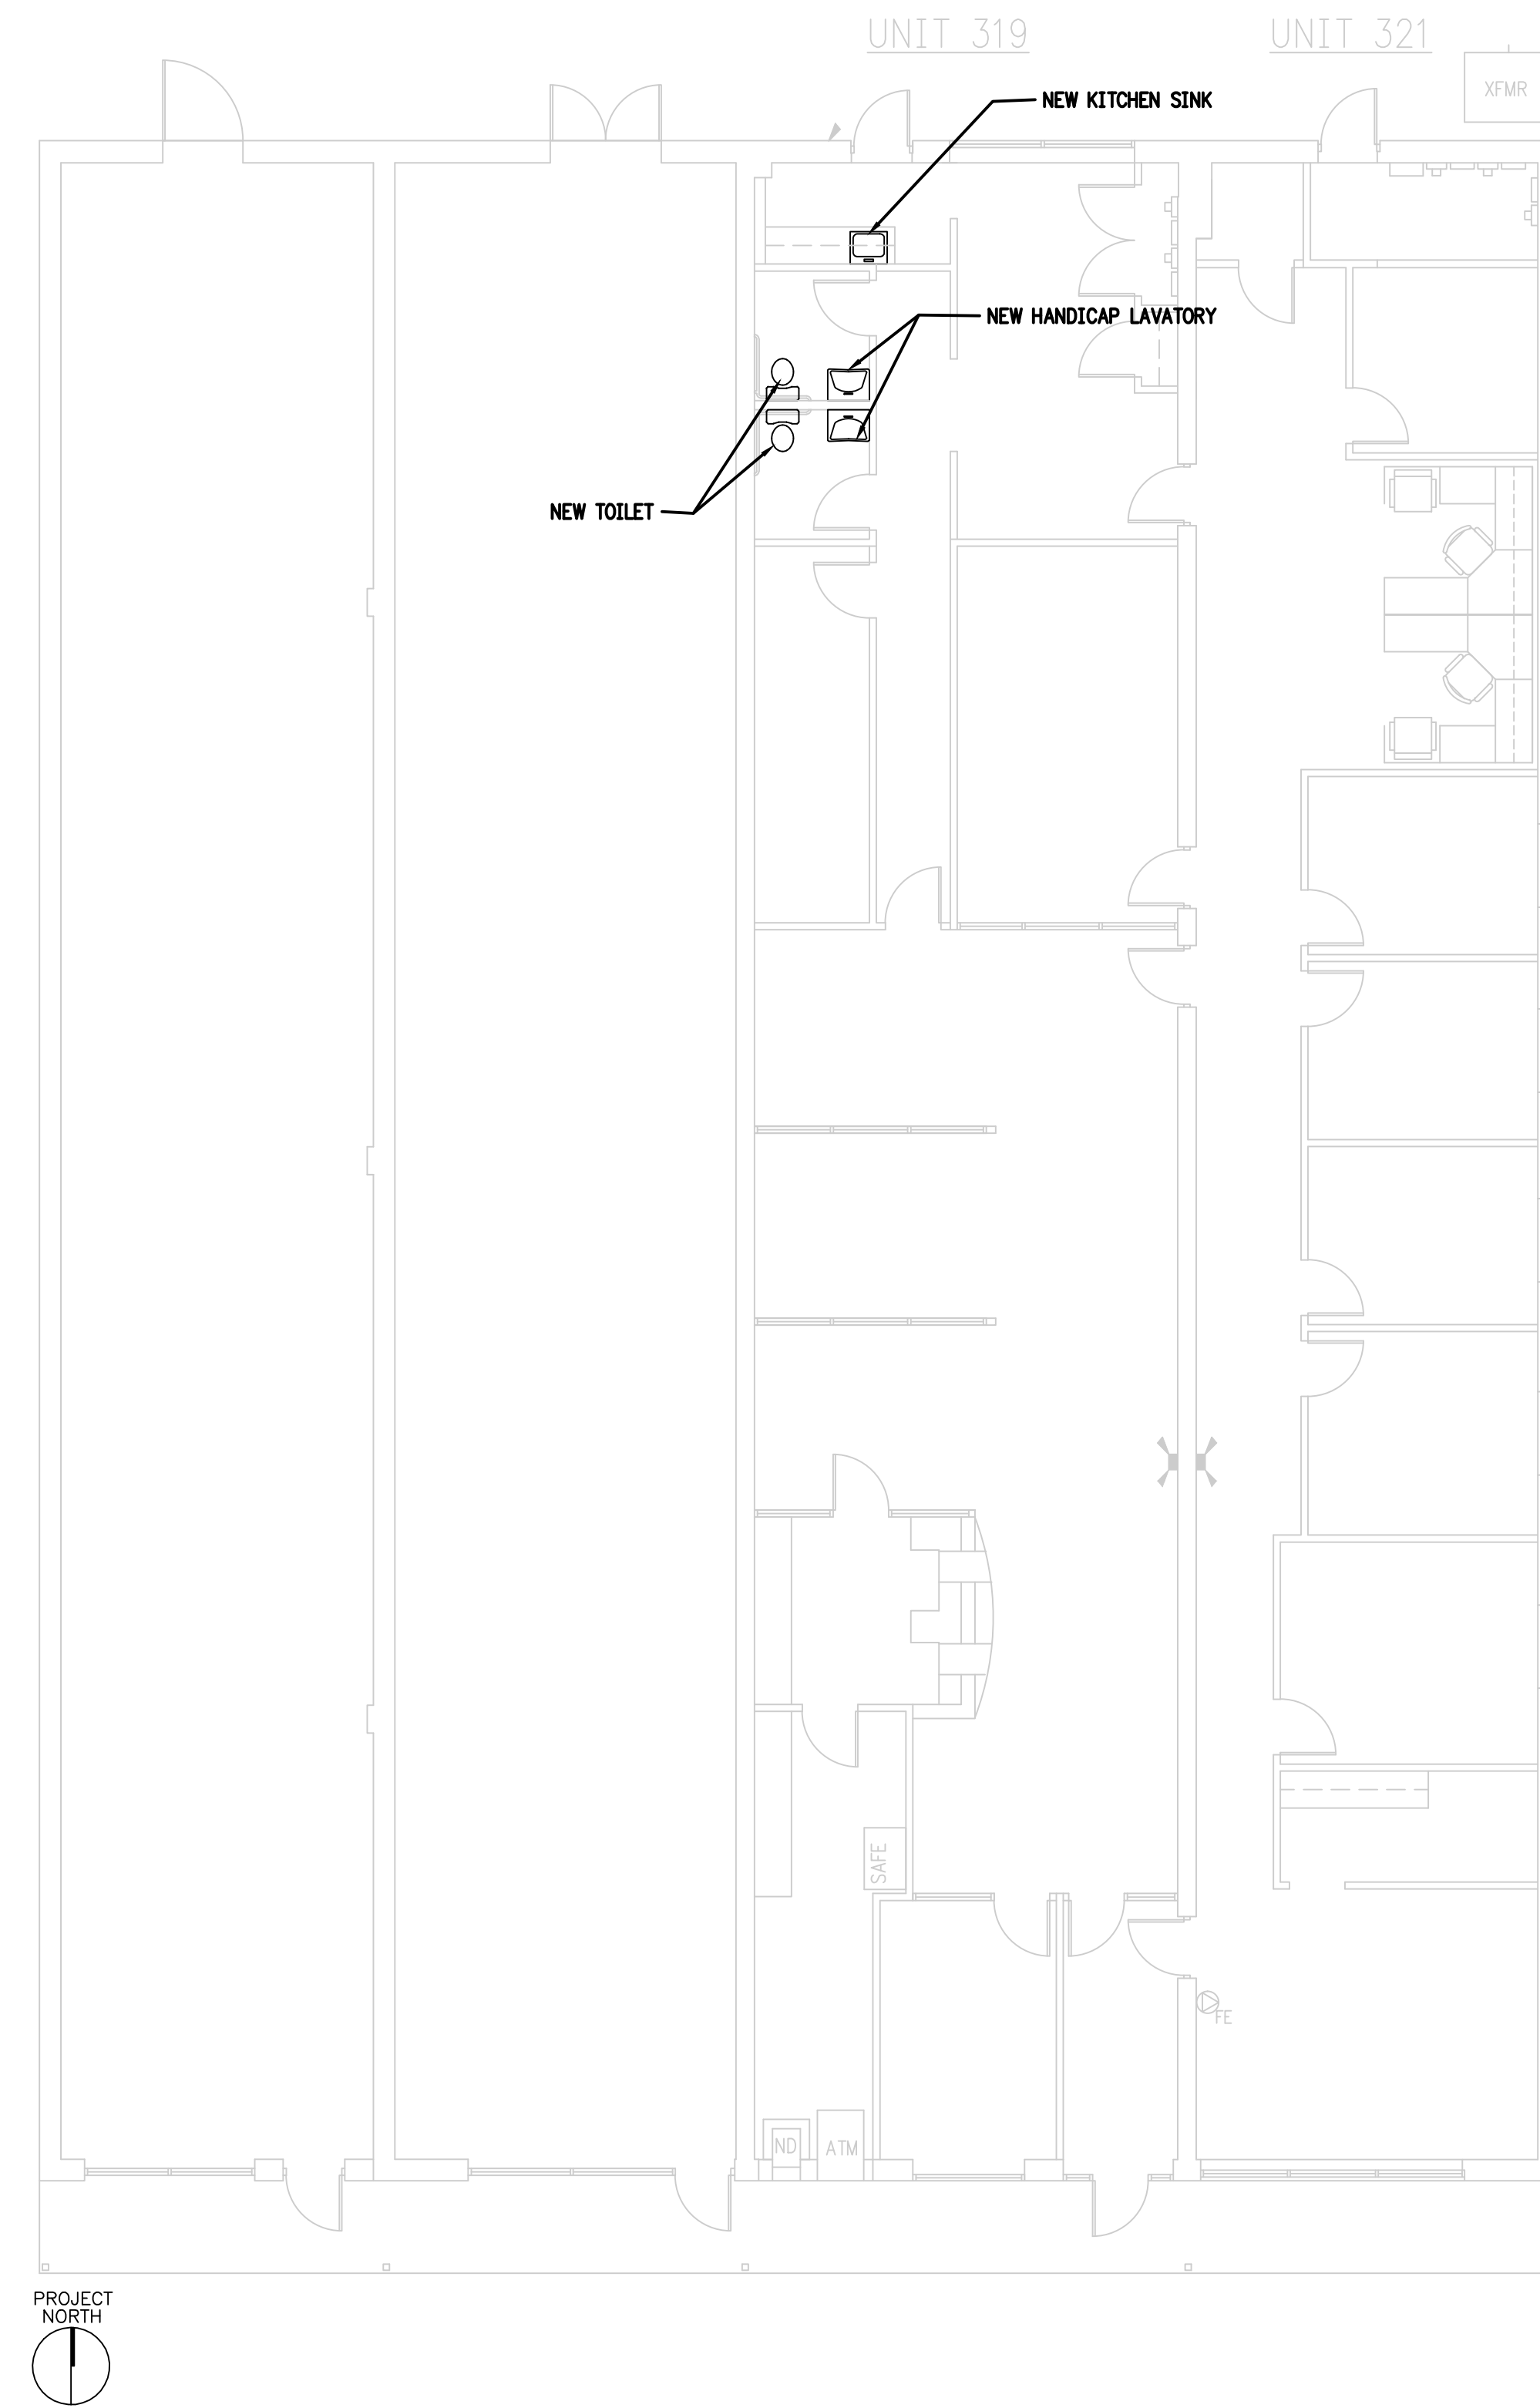 UNIT 319
UNIT 321
XFMR
NEW KITCHEN SINK
NEW HANDICAP LAVATORY
NEW TOILET
SAFE
FE
ND
ATM
PROJECT
NORTH